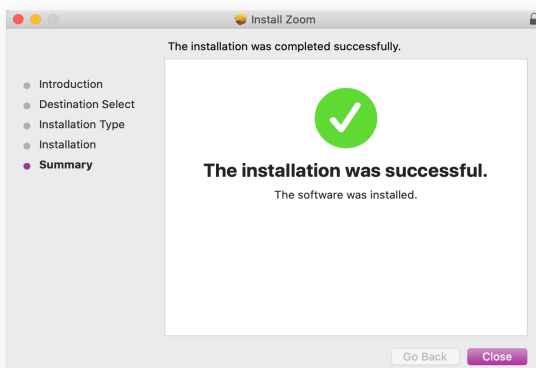 Install Zoom
The installation was completed successfully.
Introduction
Destination Select
Installation Type
Installation
Summary
The installation was successful.
The software was installed.
Go Back
Close